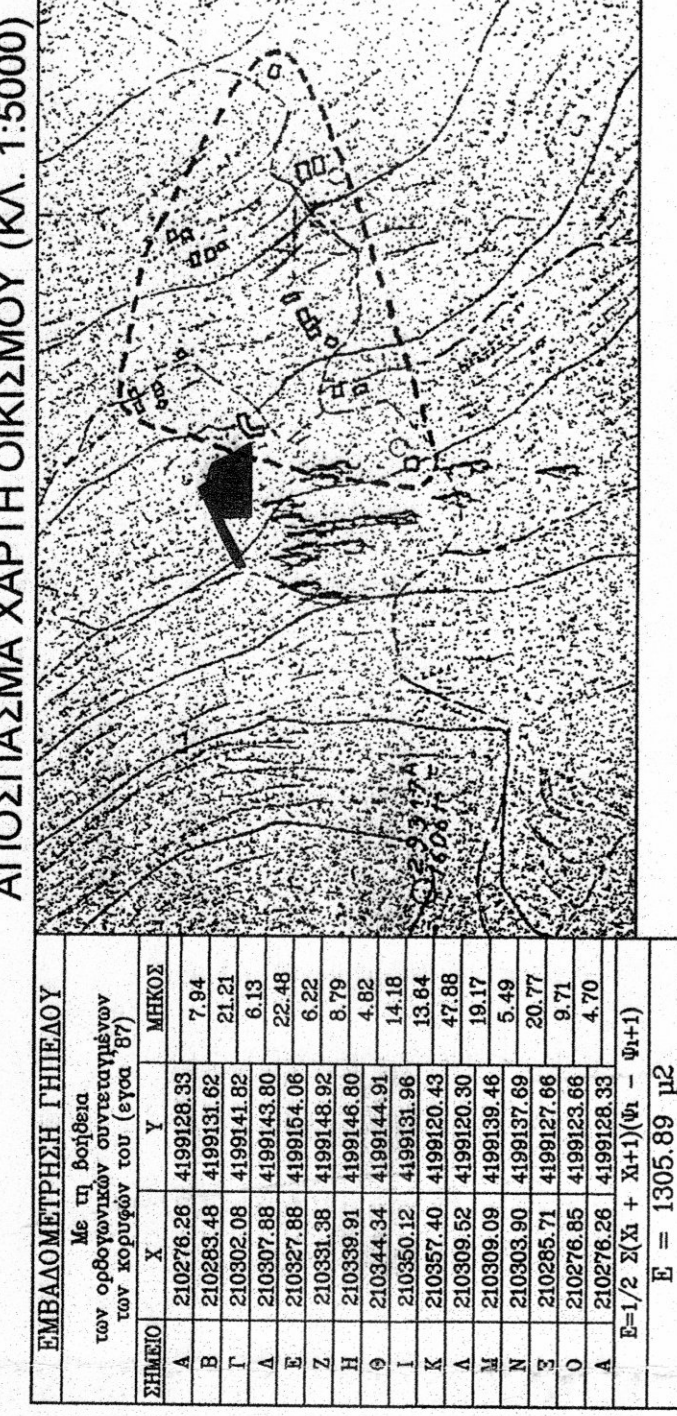 ΑΠΟΣΠΑΣΜΑ ΧΑΡΤΗ ΟΙΚΙΣΜΟΥ (ΚΛ. 1:5000)
ΕΜΒΑΔΟΜΕΤΡΗΣΗ ΓΗΠΕΔΟΥ
Με τη βοήθεια
των ορθογωνικών συντεταγμένων
των κορυφών του (εγσα '87)
ΣΗΜΕΙΟ X Y ΜΗΚΟΣ
Α 210276.26 4199128.33
7.94
Β 210283.48 4199131.62
21.21
Γ 210302.08 4199141.82
6.13
Δ 210307.88 4199143.80
22.48
Ε 210327.88 4199154.06
6.22
Ζ 210331.38 4199148.92
8.79
Η 210339.91 4199146.80
4.82
Θ 210344.34 4199144.91
14.18
Ι 210350.12 4199131.96
13.64
Κ 210357.40 4199120.43
47.88
Λ 210309.52 4199120.30
19.17
Μ 210309.09 4199139.46
5.49
Ν 210303.90 4199137.69
20.77
Ξ 210285.71 4199127.66
9.71
Ο 210276.85 4199123.66
4.70
Α 210276.26 4199128.33
Ε=1/2 Σ(Χι + Χι+1)(Ψι - Ψι+1)
Ε = 1305.89 μ2